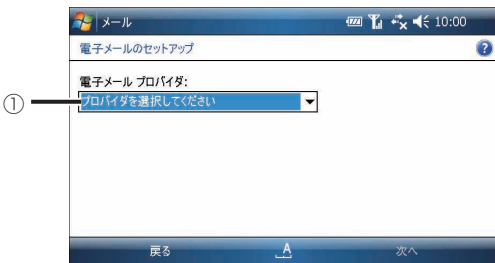 メール 10:00
電子メールのセットアップ
電子メール プロバイダ:
① プロバイダを選択してください
戻る A 次へ